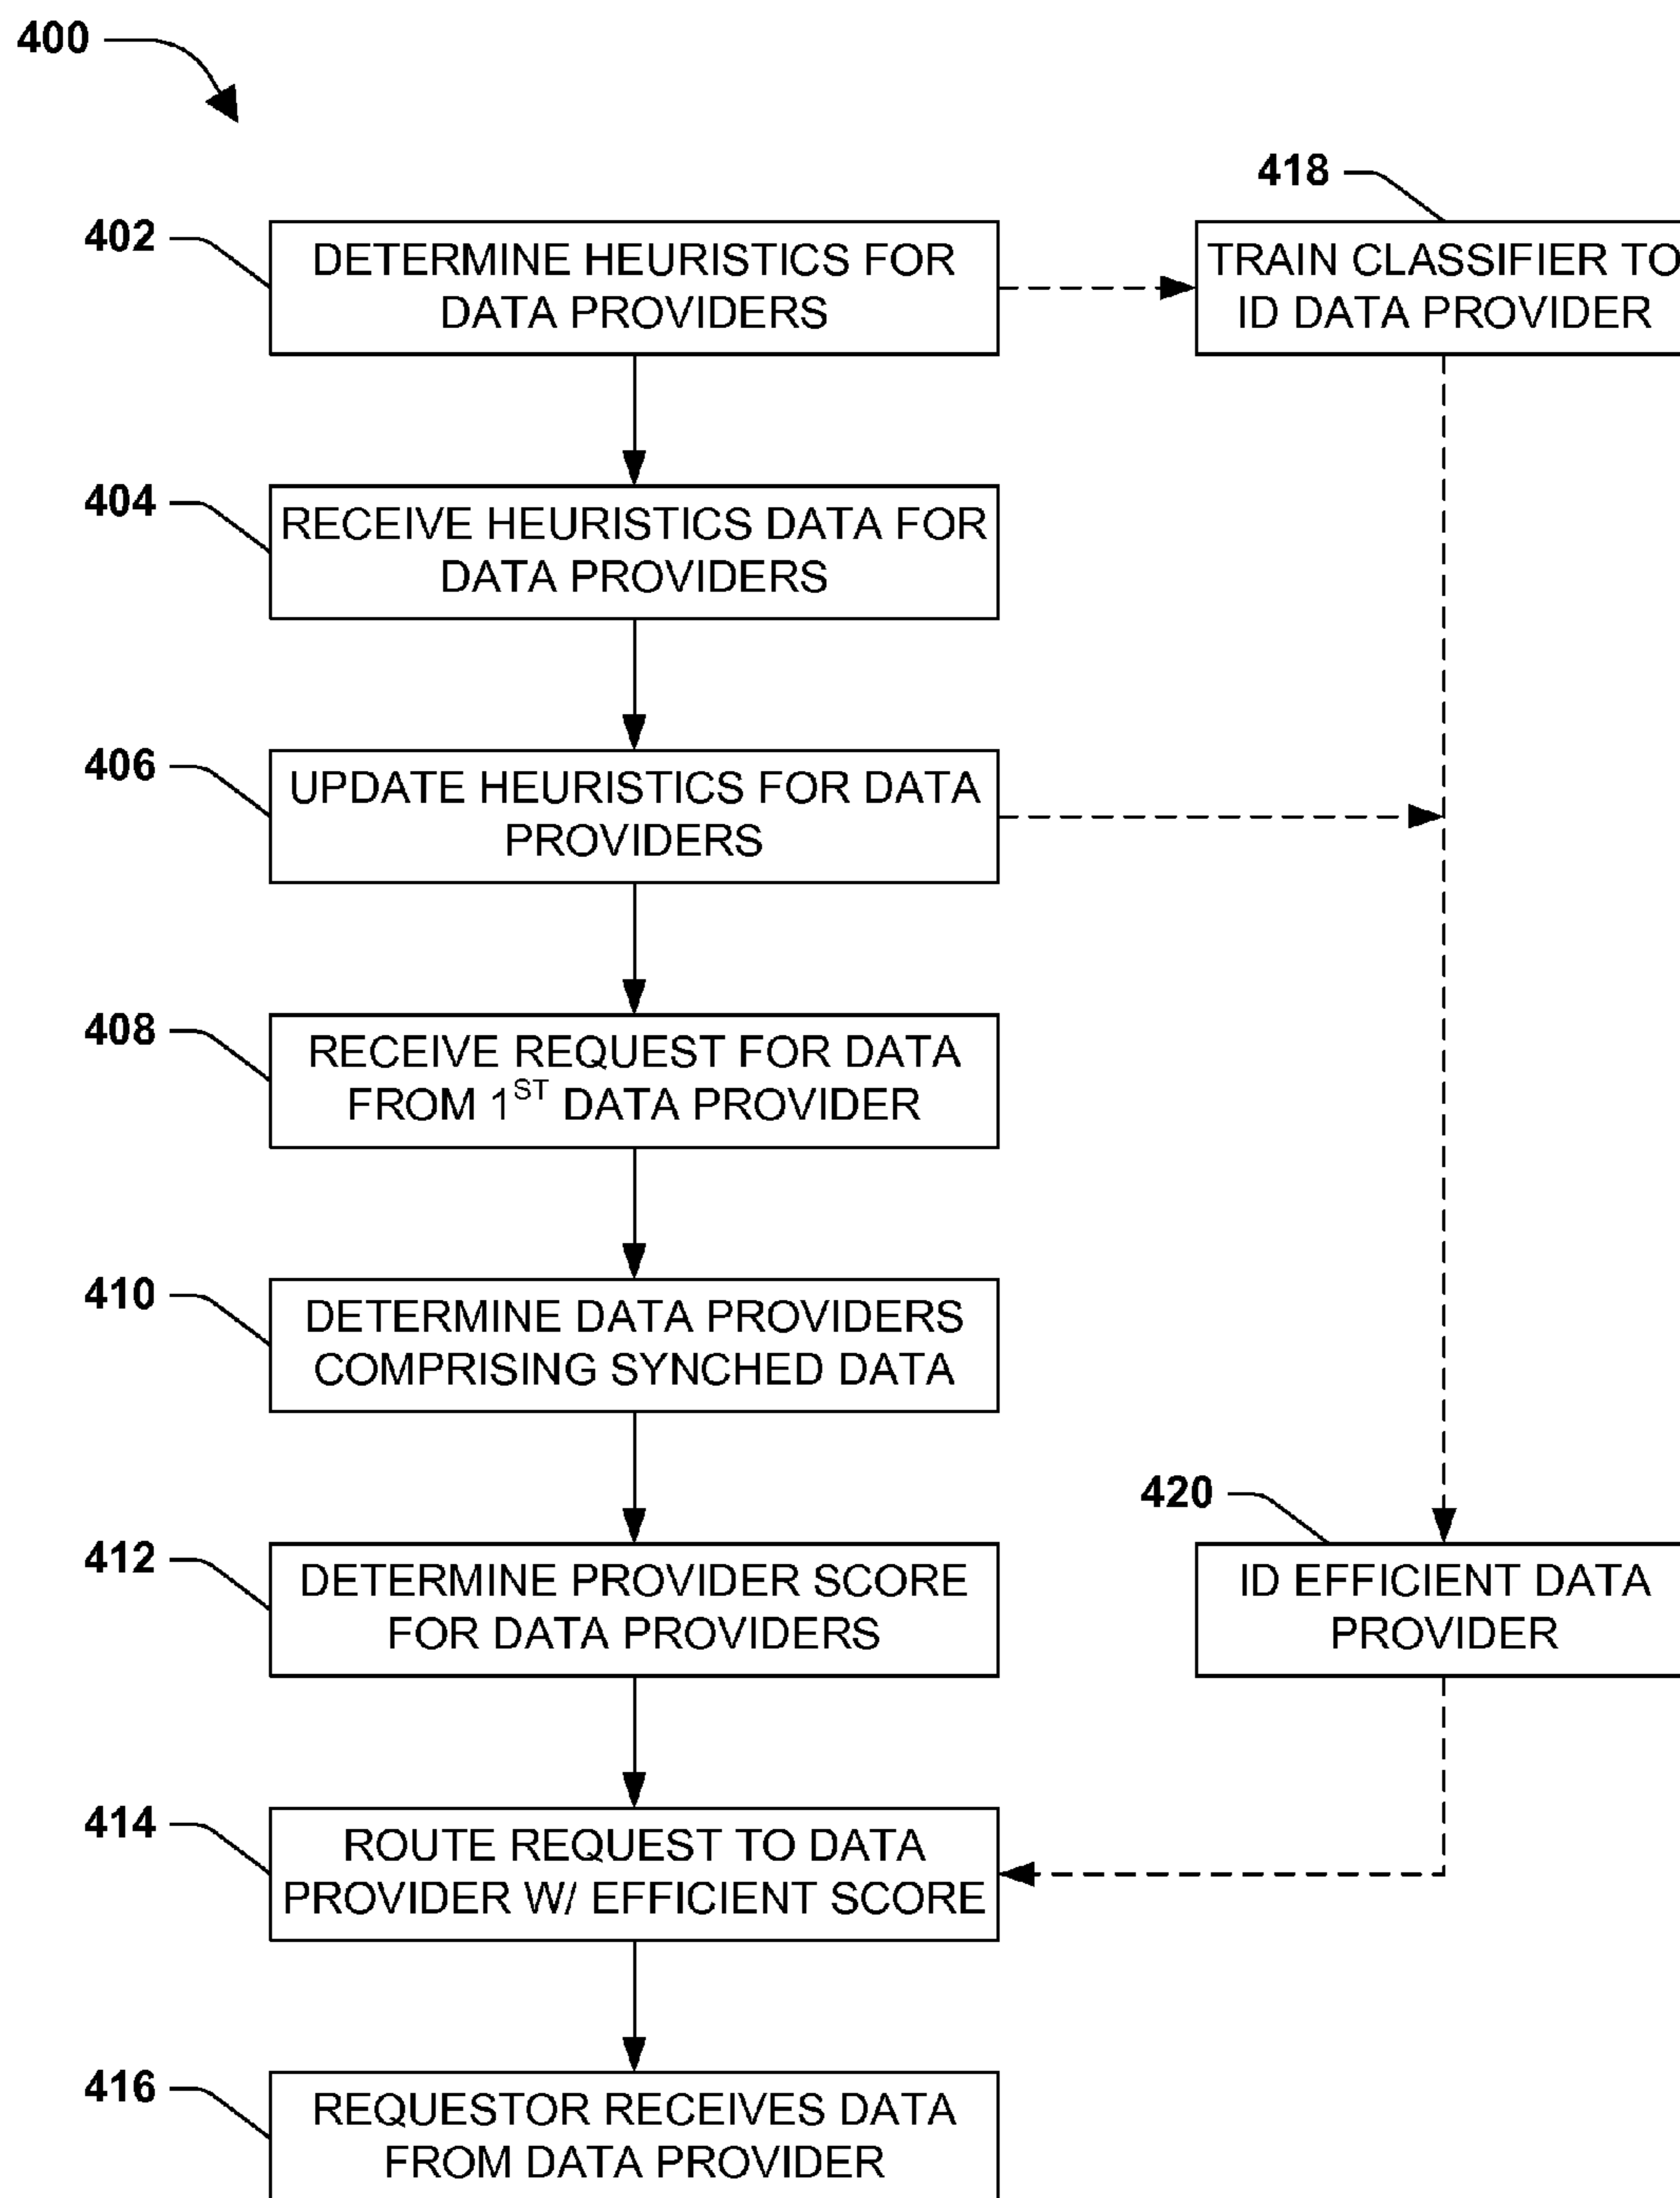 400
418
402
DETERMINE HEURISTICS FOR
DATA PROVIDERS
TRAIN CLASSIFIER TO
ID DATA PROVIDER
404
RECEIVE HEURISTICS DATA FOR
DATA PROVIDERS
406
UPDATE HEURISTICS FOR DATA
PROVIDERS
408
RECEIVE REQUEST FOR DATA
FROM 1ST DATA PROVIDER
410
DETERMINE DATA PROVIDERS
COMPRISING SYNCHED DATA
420
412
DETERMINE PROVIDER SCORE
FOR DATA PROVIDERS
ID EFFICIENT DATA
PROVIDER
414
ROUTE REQUEST TO DATA
PROVIDER W/ EFFICIENT SCORE
416
REQUESTOR RECEIVES DATA
FROM DATA PROVIDER